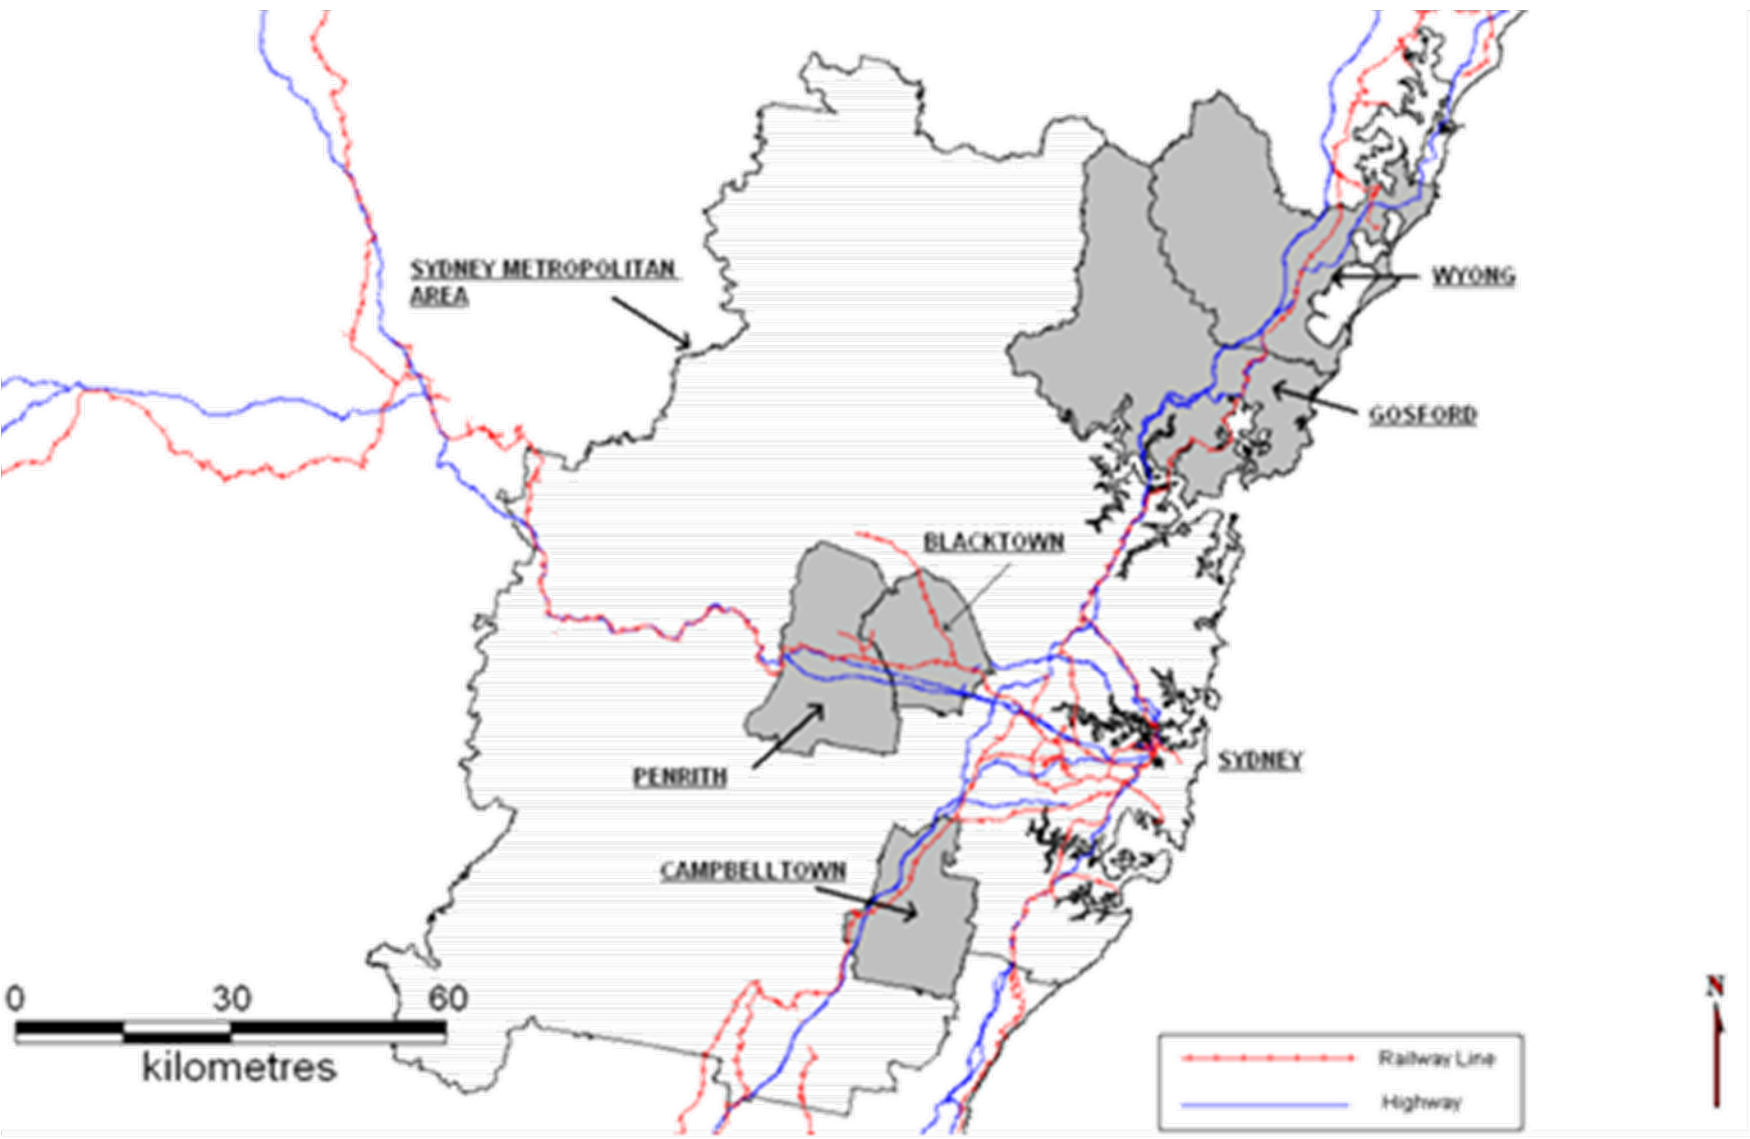 SYDNEY METROPOLITAN
AREA
WYONG
GOSFORD
BLACKTOWN
SYDNEY
PENRITH
CAMPBELLTOWN
0 30 60
kilometres
N
Railway Line
Highway